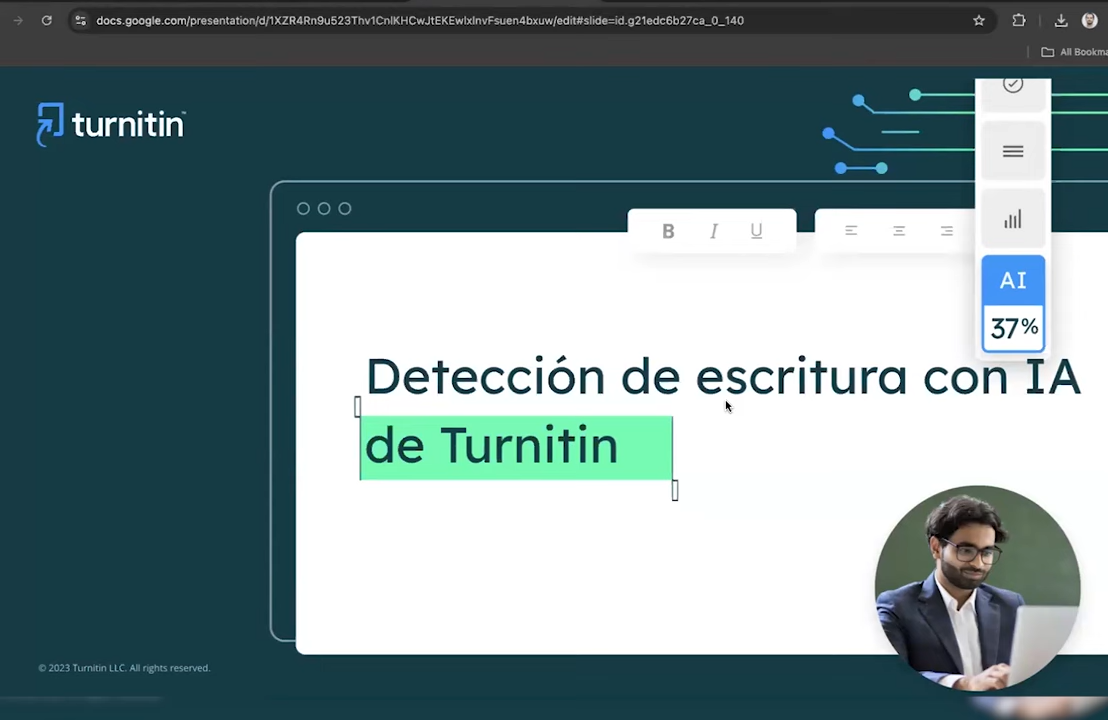 docs.google.com/presentation/d/1XZR4Rn9u523Thv1CnlKHCwJtEKEwlxlnvFsuen4bxuw/edit#slide=id.g21edc6b27ca_0_140
All Bookma
turnitin
B I U
AI
37%
Detección de escritura con IA
de Turnitin
© 2023 Turnitin LLC. All rights reserved.